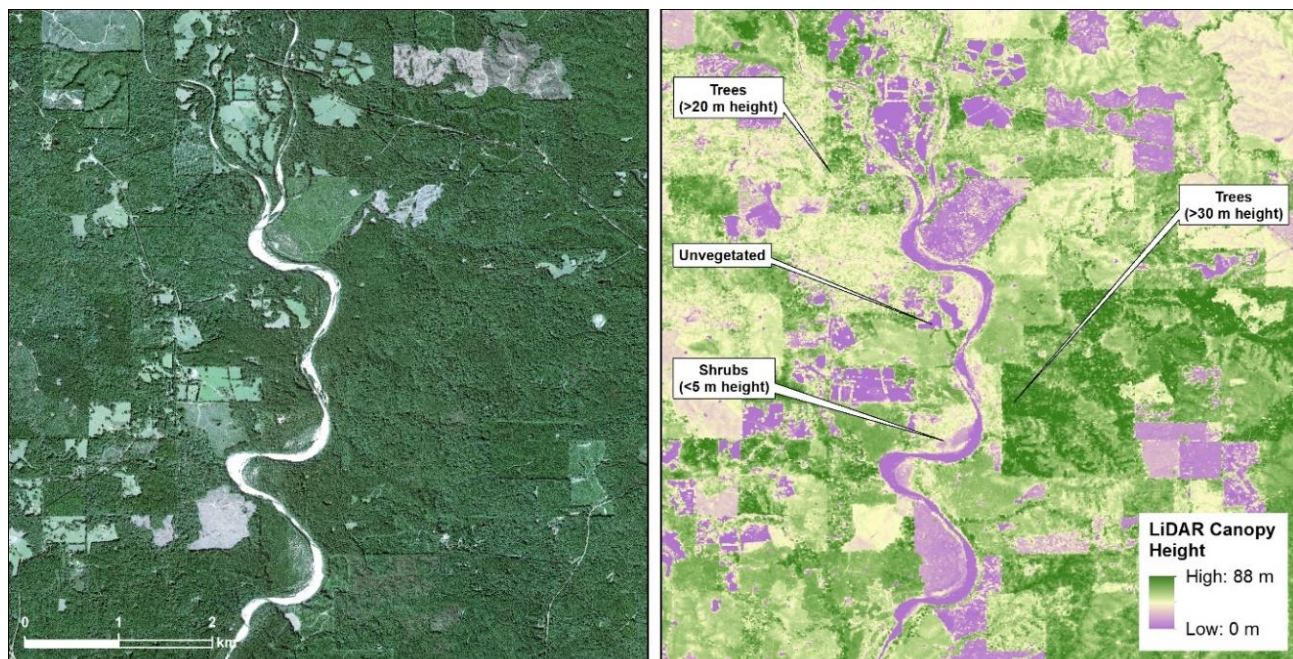 0
1
2
km
Trees
(>20 m height)
Trees
(>30 m height)
Unvegetated
Shrubs
(<5 m height)
LiDAR Canopy
Height
High: 88 m
Low: 0 m